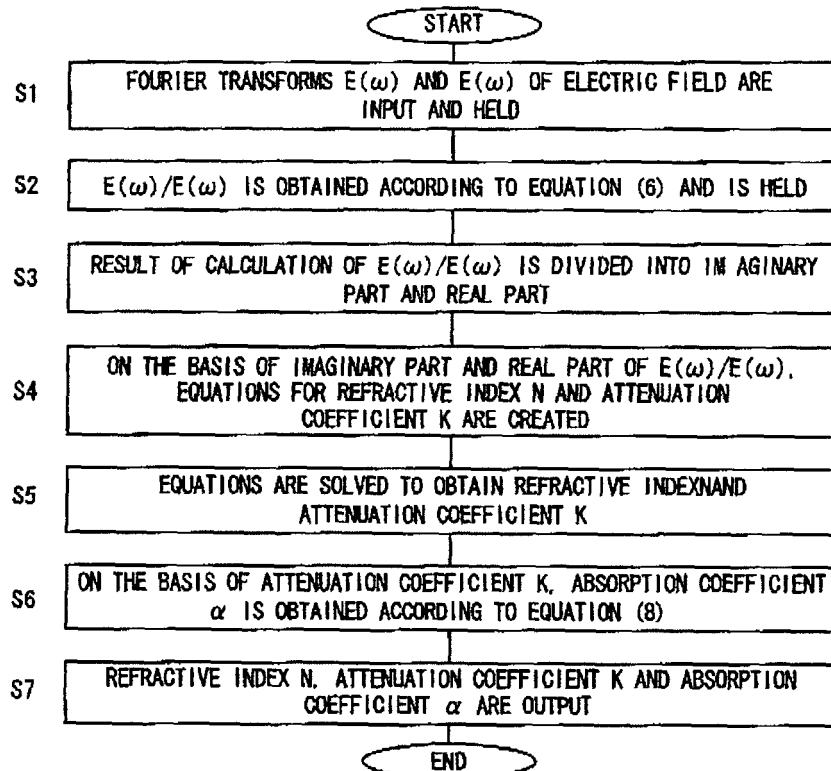 START
S1
FOURIER TRANSFORMS E(ω) AND E(ω) OF ELECTRIC FIELD ARE
INPUT AND HELD
S2
E(ω)/E(ω) IS OBTAINED ACCORDING TO EQUATION (6) AND IS HELD
S3
RESULT OF CALCULATION OF E(ω)/E(ω) IS DIVIDED INTO IM AGINARY
PART AND REAL PART
S4
ON THE BASIS OF IMAGINARY PART AND REAL PART OF E(ω)/E(ω),
EQUATIONS FOR REFRACTIVE INDEX N AND ATTENUATION
COEFFICIENT K ARE CREATED
S5
EQUATIONS ARE SOLVED TO OBTAIN REFRACTIVE INDEXNAND
ATTENUATION COEFFICIENT K
S6
ON THE BASIS OF ATTENUATION COEFFICIENT K, ABSORPTION COEFFICIENT
α IS OBTAINED ACCORDING TO EQUATION (8)
S7
REFRACTIVE INDEX N, ATTENUATION COEFFICIENT K AND ABSORPTION
COEFFICIENT α ARE OUTPUT
END